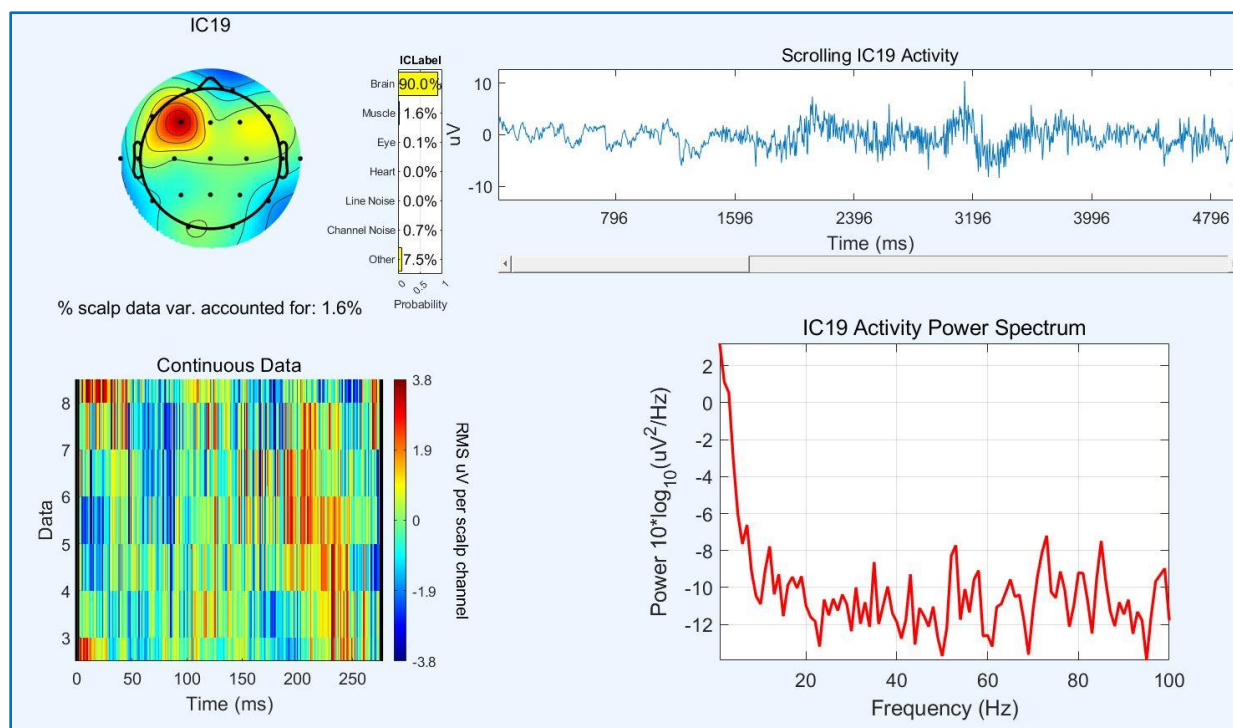 IC19
ICLabel
Brain 90.0%
Muscle 1.6%
Eye 0.1%
Heart 0.0%
Line Noise 0.0%
Channel Noise 0.7%
Other 7.5%
0 0.5 1
Probability
% scalp data var. accounted for: 1.6%
Scrolling IC19 Activity
10
0
-10
uV
796 1596 2396 3196 3996 4796
Time (ms)
Continuous Data
8
7
6
5
4
3
Data
0 50 100 150 200 250
Time (ms)
3.8
1.9
0
-1.9
-3.8
RMS uV per scalp channel
IC19 Activity Power Spectrum
2
0
-2
-4
-6
-8
-10
-12
Power 10*log10(uV2/Hz)
20 40 60 80 100
Frequency (Hz)